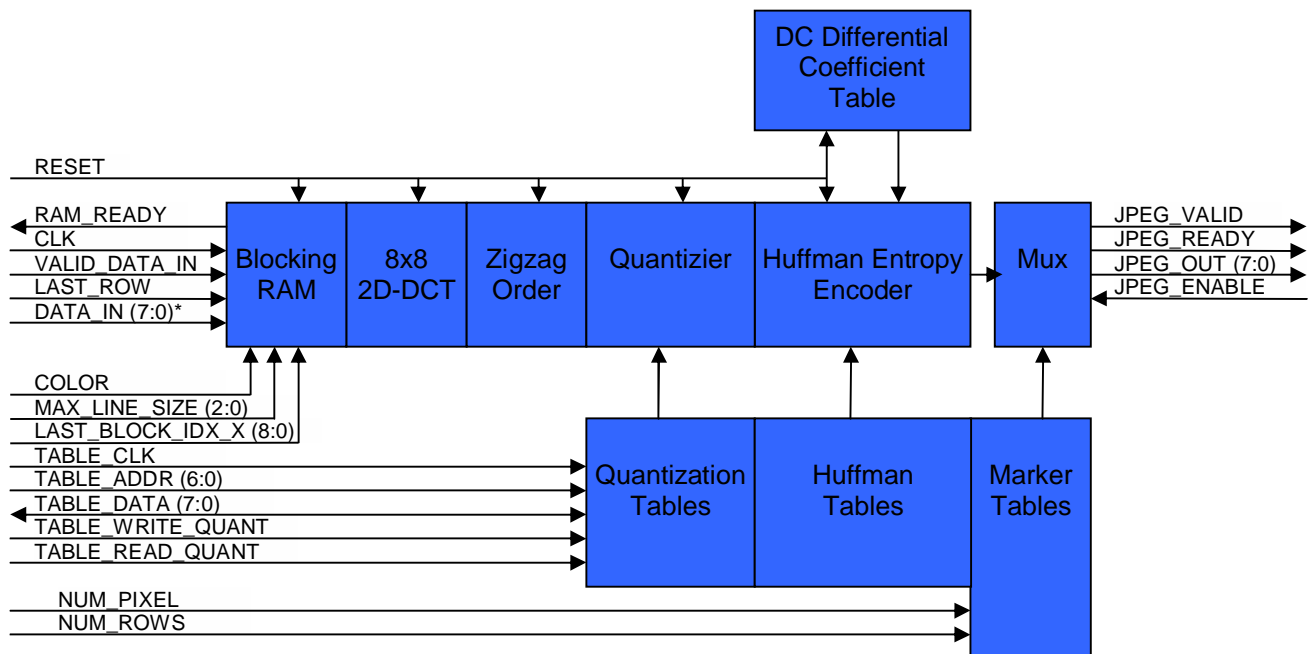 DC Differential
Coefficient
Table
RESET
RAM_READY
CLK
VALID_DATA_IN
LAST_ROW
DATA_IN (7:0)*
Blocking
RAM
8x8
2D-DCT
Zigzag
Order
Quantizier
Huffman Entropy
Encoder
Mux
JPEG_VALID
JPEG_READY
JPEG_OUT (7:0)
JPEG_ENABLE
COLOR
MAX_LINE_SIZE (2:0)
LAST_BLOCK_IDX_X (8:0)
TABLE_CLK
TABLE_ADDR (6:0)
TABLE_DATA (7:0)
TABLE_WRITE_QUANT
TABLE_READ_QUANT
Quantization
Tables
Huffman
Tables
Marker
Tables
NUM_PIXEL
NUM_ROWS